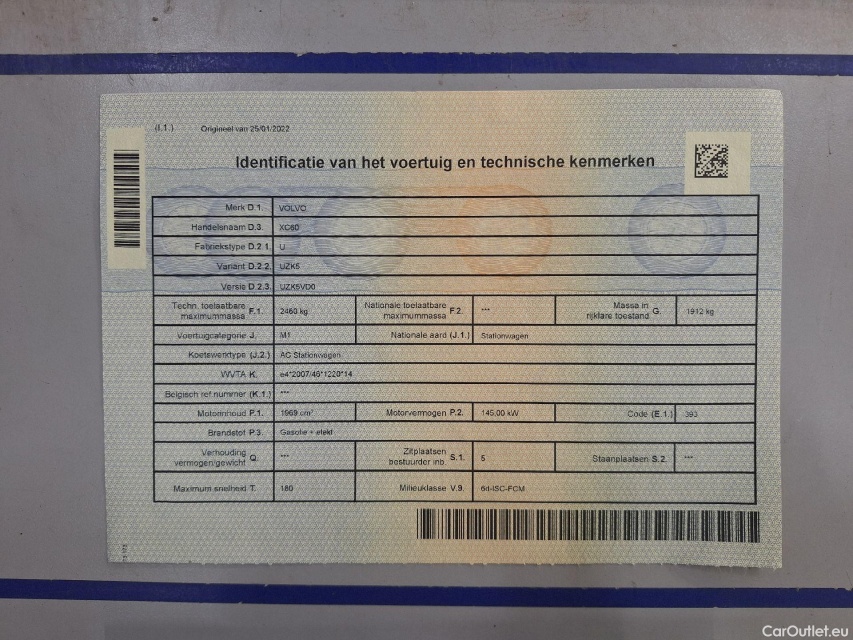 (I.1.) Origineel van 25/01/2022
Identificatie van het voertuig en technische kenmerken
Merk D.1. VOLVO
Handelsnaam D.3. XC60
Fabriekstype D.2.1. U
Variant D.2.2. UZK5
Versie D.2.3. UZK5VD0
Techn. toelaatbare maximummassa F.1. 2460 kg Nationale toelaatbare maximummassa F.2. *** Massa in rijklare toestand G. 1912 kg
Voertuigcategorie J. M1 Nationale aard (J.1.) Stationwagen
Koetswerktype (J.2.) AC Stationwagen
WVTA K. e4*2007/46*1220*14
Belgisch ref.nummer (K.1.) ***
Motorinhoud P.1. 1969 cm³ Motorvermogen P.2. 145.00 kW Code (E.1.) 393
Brandstof P.3. Gasolie + elekt
Verhouding vermogen/gewicht Q. *** Zitplaatsen bestuurder inb. S.1. 5 Staanplaatsen S.2. ***
Maximum snelheid T. 180 Milieuklasse V.9. 6d-ISC-FCM
CarOutlet.eu